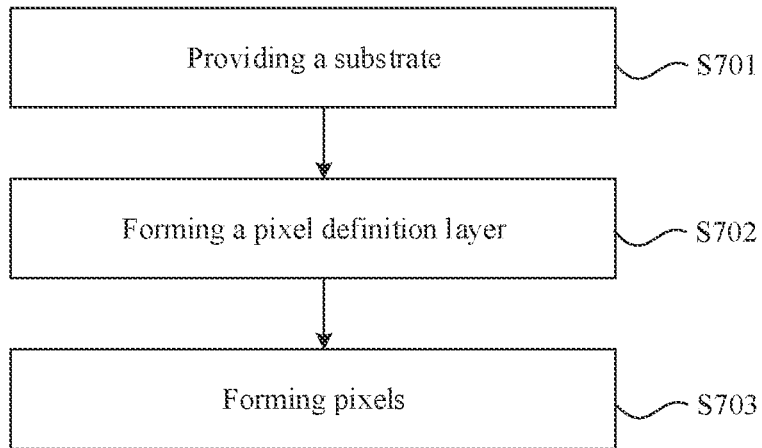 Providing a substrate
S701
Forming a pixel definition layer
S702
Forming pixels
S703